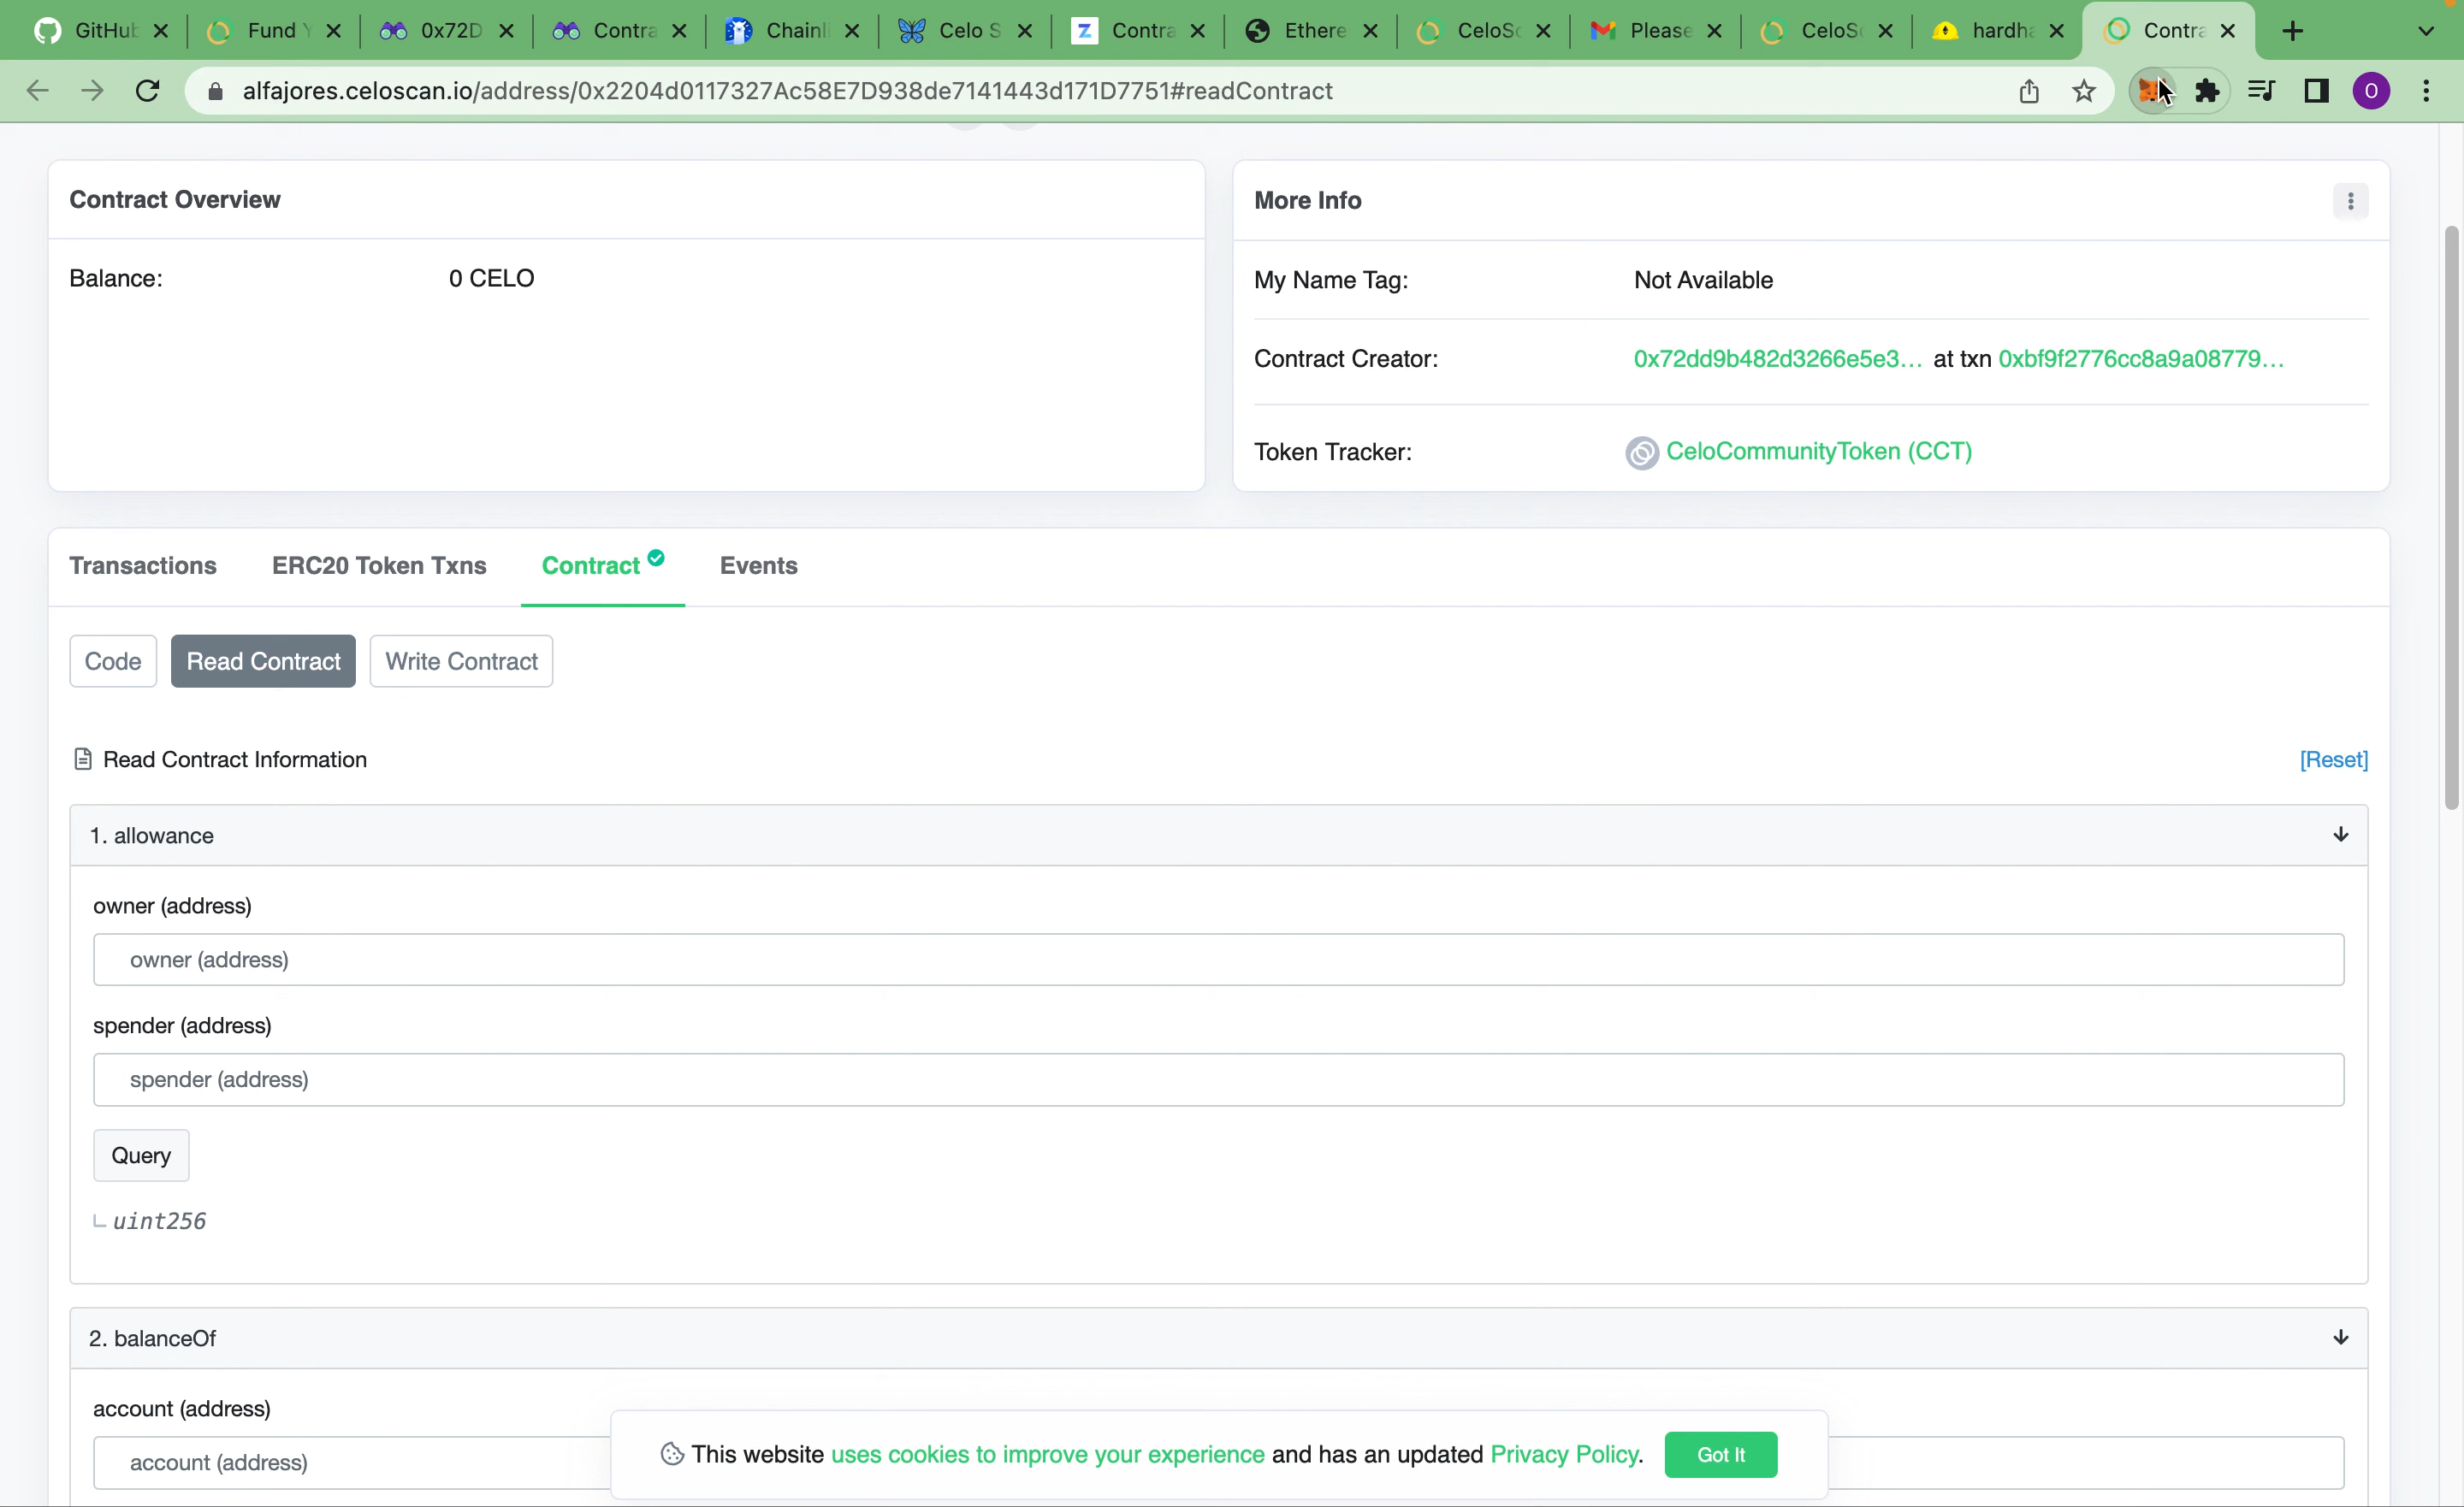 GitHub
Fund Y
0x72D
Contra
Chainli
Celo S
Contra
Ethere
CeloSc
Please
CeloSc
hardha
Contra
alfajores.celoscan.io/address/0x2204d0117327Ac58E7D938de7141443d171D7751#readContract
O
Contract Overview
Balance: 0 CELO
More Info
My Name Tag: Not Available
Contract Creator: 0x72dd9b482d3266e5e3... at txn 0xbf9f2776cc8a9a08779...
Token Tracker: CeloCommunityToken (CCT)
Transactions ERC20 Token Txns Contract Events
Code Read Contract Write Contract
Read Contract Information [Reset]
1. allowance
owner (address)
owner (address)
spender (address)
spender (address)
Query
uint256
2. balanceOf
account (address)
account (address)
This website uses cookies to improve your experience and has an updated Privacy Policy. Got It